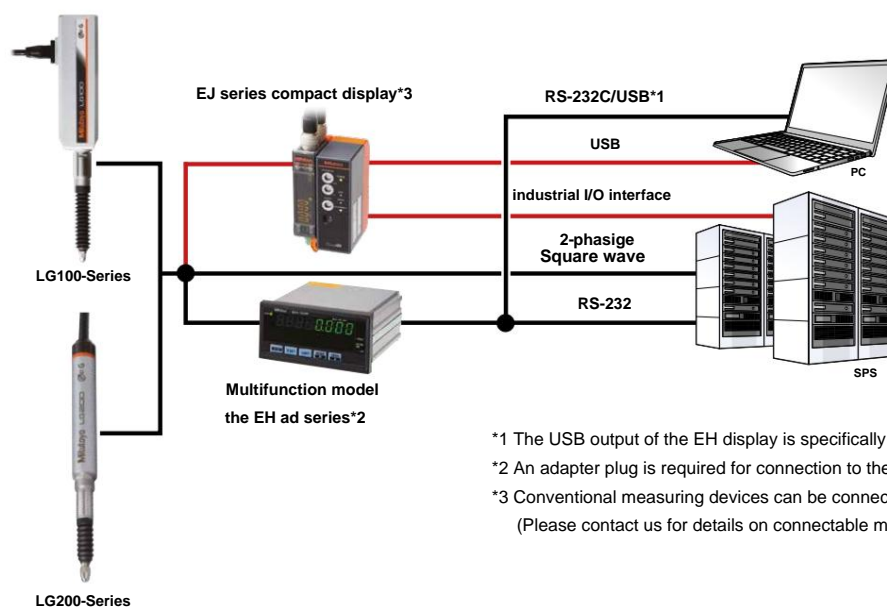 EJ series compact display*3
RS-232C/USB*1
USB
PC
industrial I/O interface
2-phasige
Square wave
LG100-Series
RS-232
SPS
Multifunction model
the EH ad series*2
*1 The USB output of the EH display is specifically
*2 An adapter plug is required for connection to the
*3 Conventional measuring devices can be connec
(Please contact us for details on connectable m
LG200-Series
Mitutoyo
0.000